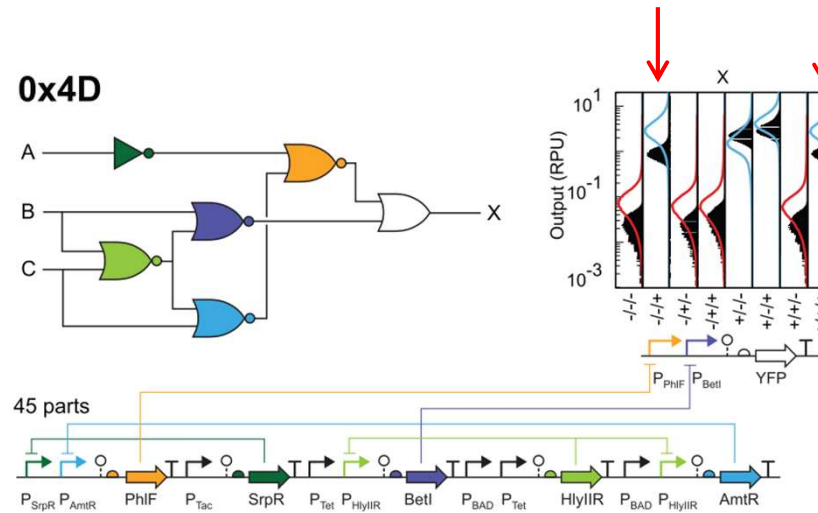 0x4D
A
B
C
X
X
Output (RPU)
10^1
10^-1
10^-3
-/-/-
-/-/+
-/+/-
-/+/+
+/-/-
+/-/+
+/+/-
P_PhlF P_BetI YFP
45 parts
P_SrpR P_AmtR PhlF P_Tac SrpR P_Tet P_HlyIIR BetI P_BAD P_Tet HlyIIR P_BAD P_HlyIIR AmtR